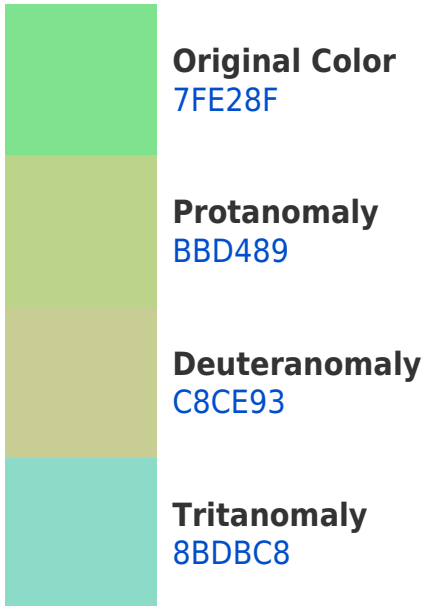 Original Color
7FE28F
Protanomaly
BBD489
Deuteranomaly
C8CE93
Tritanomaly
8BDBC8